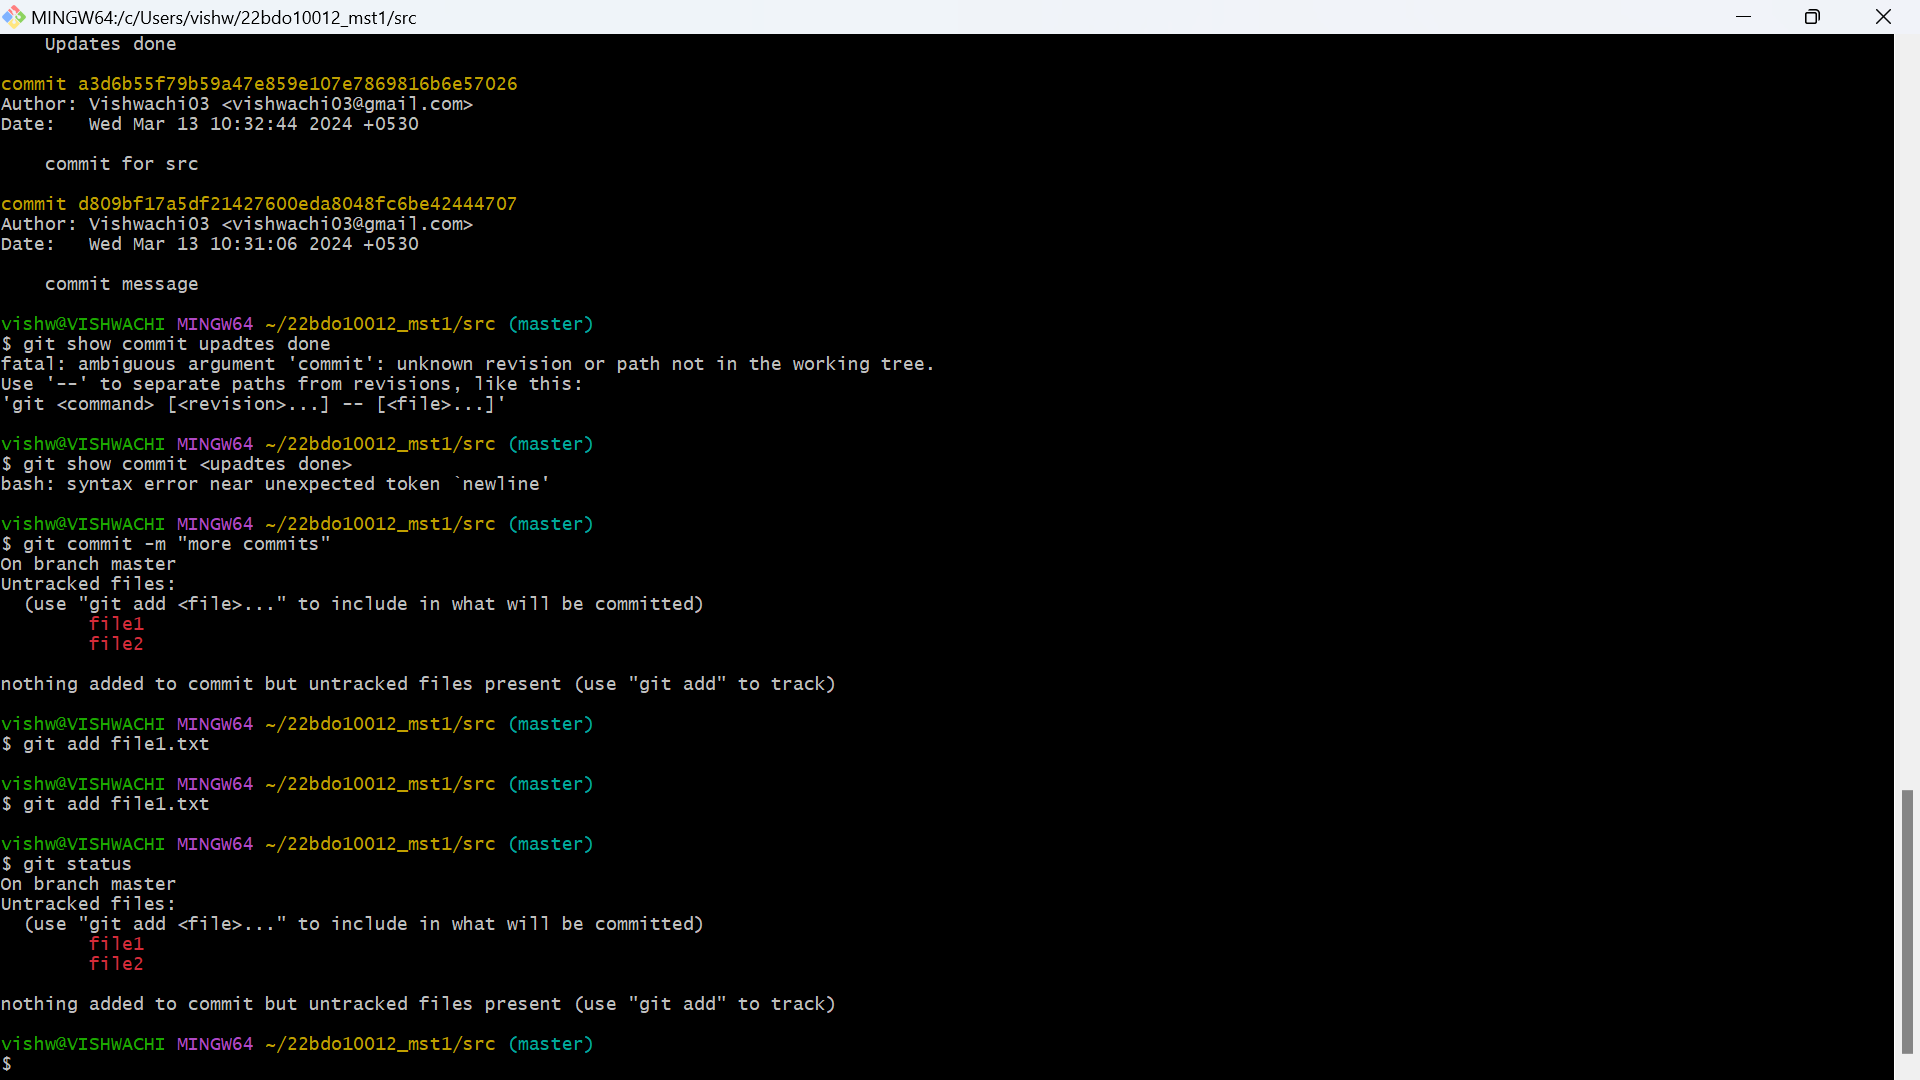 MINGW64:/c/Users/vishw/22bdo10012_mst1/src
    Updates done
commit a3d6b55f79b59a47e859e107e7869816b6e57026
Author: Vishwachi03 <vishwachi03@gmail.com>
Date:   Wed Mar 13 10:32:44 2024 +0530
    commit for src
commit d809bf17a5df21427600eda8048fc6be42444707
Author: Vishwachi03 <vishwachi03@gmail.com>
Date:   Wed Mar 13 10:31:06 2024 +0530
    commit message
vishw@VISHWACHI MINGW64 ~/22bdo10012_mst1/src (master)
$ git show commit upadtes done
fatal: ambiguous argument 'commit': unknown revision or path not in the working tree.
Use '--' to separate paths from revisions, like this:
'git <command> [<revision>...] -- [<file>...]'
vishw@VISHWACHI MINGW64 ~/22bdo10012_mst1/src (master)
$ git show commit <upadtes done>
bash: syntax error near unexpected token `newline'
vishw@VISHWACHI MINGW64 ~/22bdo10012_mst1/src (master)
$ git commit -m "more commits"
On branch master
Untracked files:
  (use "git add <file>..." to include in what will be committed)
        file1
        file2
nothing added to commit but untracked files present (use "git add" to track)
vishw@VISHWACHI MINGW64 ~/22bdo10012_mst1/src (master)
$ git add file1.txt
vishw@VISHWACHI MINGW64 ~/22bdo10012_mst1/src (master)
$ git add file1.txt
vishw@VISHWACHI MINGW64 ~/22bdo10012_mst1/src (master)
$ git status
On branch master
Untracked files:
  (use "git add <file>..." to include in what will be committed)
        file1
        file2
nothing added to commit but untracked files present (use "git add" to track)
vishw@VISHWACHI MINGW64 ~/22bdo10012_mst1/src (master)
$